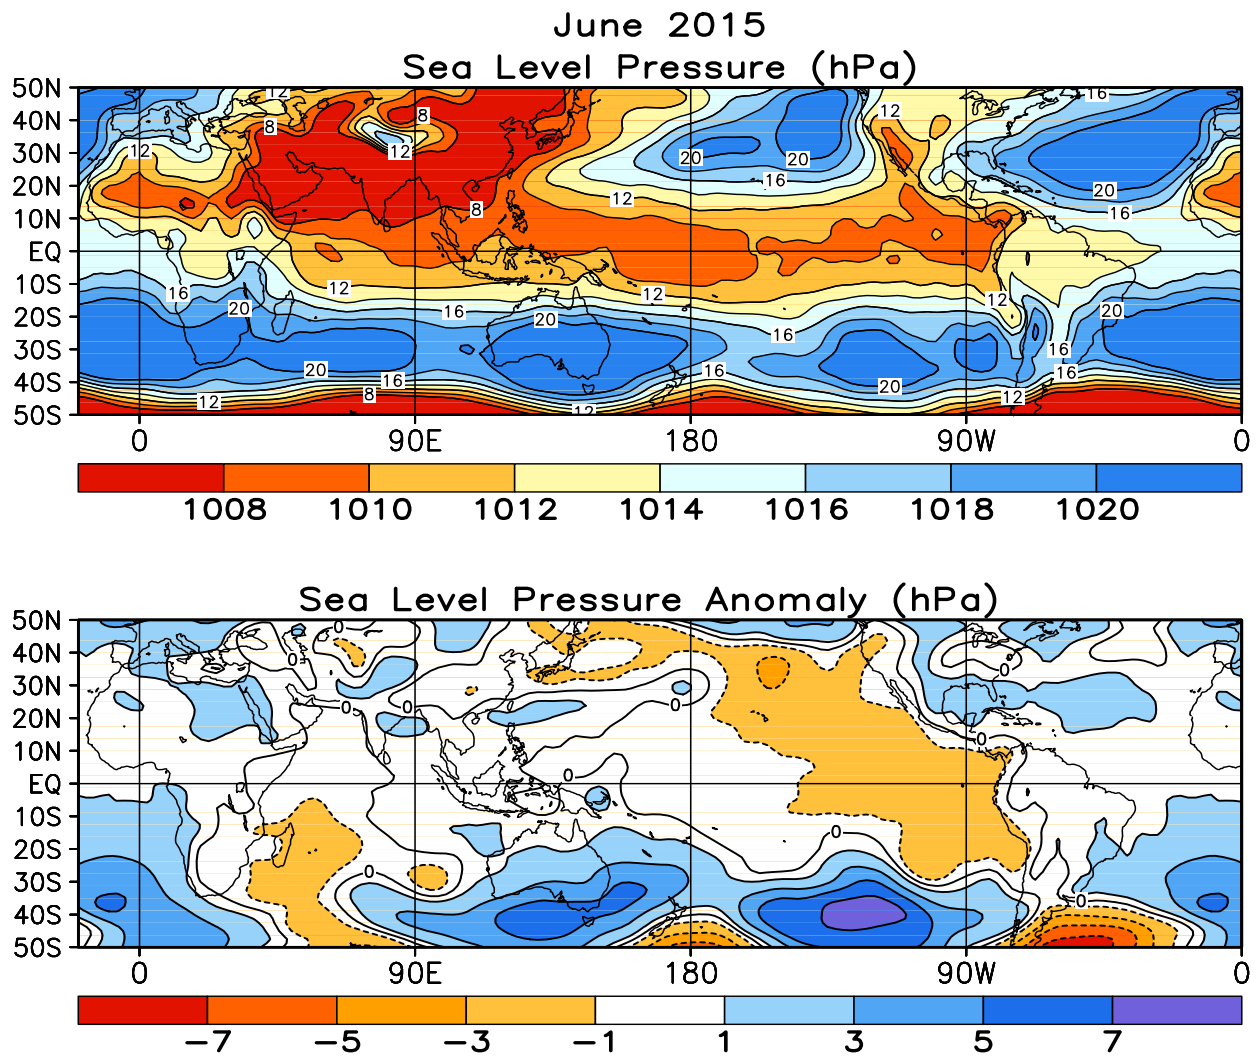 June 2015
Sea Level Pressure (hPa)
50N
12
16
40N
8
8
12
30N
12
12
20
20
20N
16
12
20
10N
8
16
EQ
10S
16
12
12
12
20S
20
16
20
16
20
30S
16
40S
20
16
8
16
20
16
50S
12
12
12
0
90E
180
90W
0
1008 1010 1012 1014 1016 1018 1020
Sea Level Pressure Anomaly (hPa)
50N
0
40N
0
0
30N
0
0
0
20N
10N
0
EQ
0
10S
0
20S
30S
0
0
40S
50S
0
90E
180
90W
0
−7 −5 −3 −1 1 3 5 7